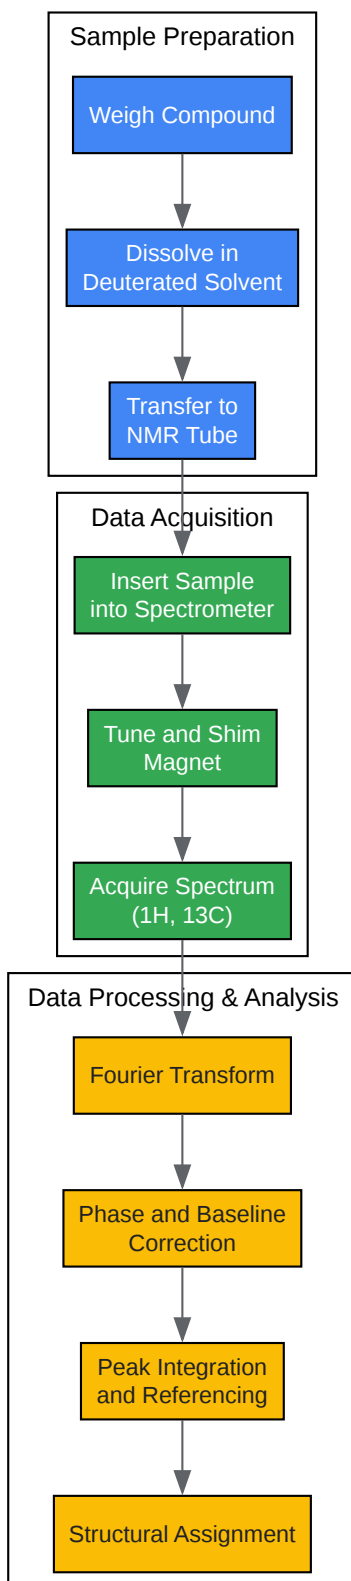 Sample Preparation
Weigh Compound
Dissolve in
Deuterated Solvent
Transfer to
NMR Tube
Data Acquisition
Insert Sample
into Spectrometer
Tune and Shim
Magnet
Acquire Spectrum
(1H, 13C)
Data Processing & Analysis
Fourier Transform
Phase and Baseline
Correction
Peak Integration
and Referencing
Structural Assignment